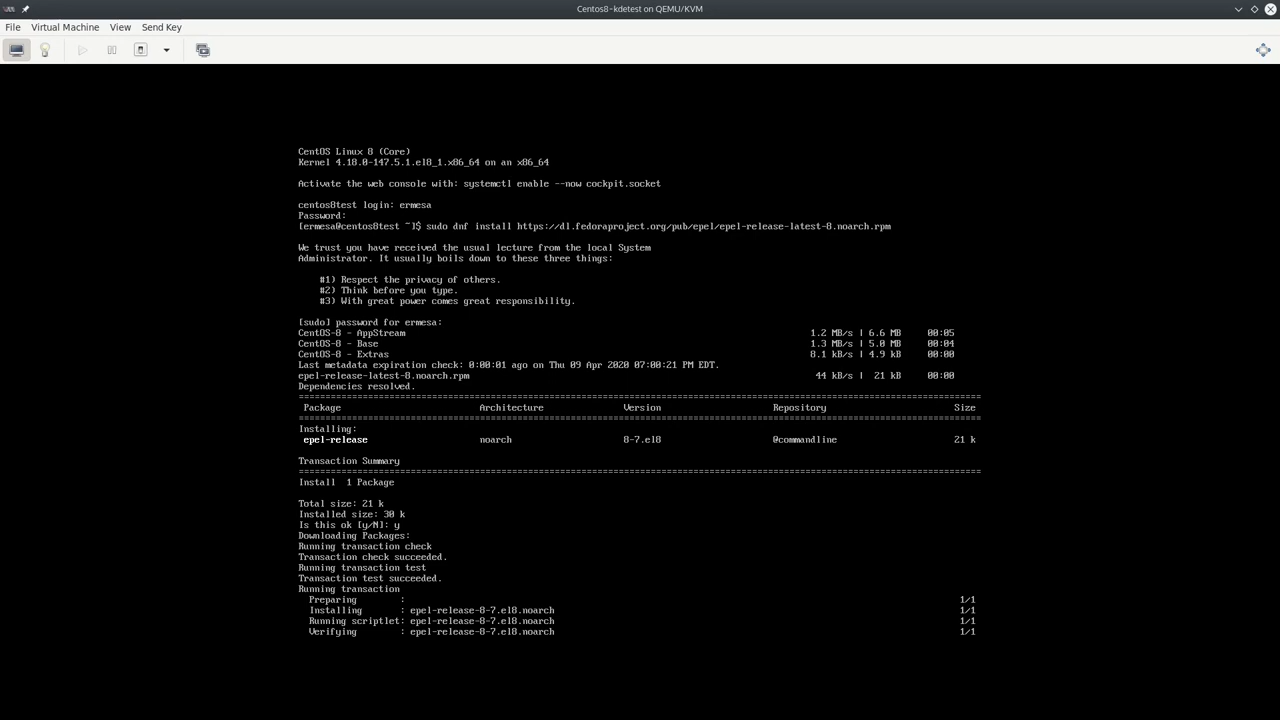 Centos8-kdetest on QEMU/KVM
File Virtual Machine View Send Key
CentOS Linux 8 (Core)
Kernel 4.18.0-147.5.1.el8_1.x86_64 on an x86_64
Activate the web console with: systemctl enable --now cockpit.socket
centos8test login: ermesa
Password:
[ermesa@centos8test ~]$ sudo dnf install https://dl.fedoraproject.org/pub/epel/epel-release-latest-8.noarch.rpm
We trust you have received the usual lecture from the local System
Administrator. It usually boils down to these three things:
#1) Respect the privacy of others.
#2) Think before you type.
#3) With great power comes great responsibility.
[sudo] password for ermesa:
CentOS-8 - AppStream 1.2 MB/s | 6.6 MB 00:05
CentOS-8 - Base 1.3 MB/s | 5.0 MB 00:04
CentOS-8 - Extras 8.1 kB/s | 4.9 kB 00:00
Last metadata expiration check: 0:00:01 ago on Thu 09 Apr 2020 07:00:21 PM EDT.
epel-release-latest-8.noarch.rpm 44 kB/s | 21 kB 00:00
Dependencies resolved.
================================================================================
Package Architecture Version Repository Size
================================================================================
Installing:
epel-release noarch 8-7.el8 @commandline 21 k
Transaction Summary
================================================================================
Install 1 Package
Total size: 21 k
Installed size: 30 k
Is this ok [y/N]: y
Downloading Packages:
Running transaction check
Transaction check succeeded.
Running transaction test
Transaction test succeeded.
Running transaction
Preparing : 1/1
Installing : epel-release-8-7.el8.noarch 1/1
Running scriptlet: epel-release-8-7.el8.noarch 1/1
Verifying : epel-release-8-7.el8.noarch 1/1